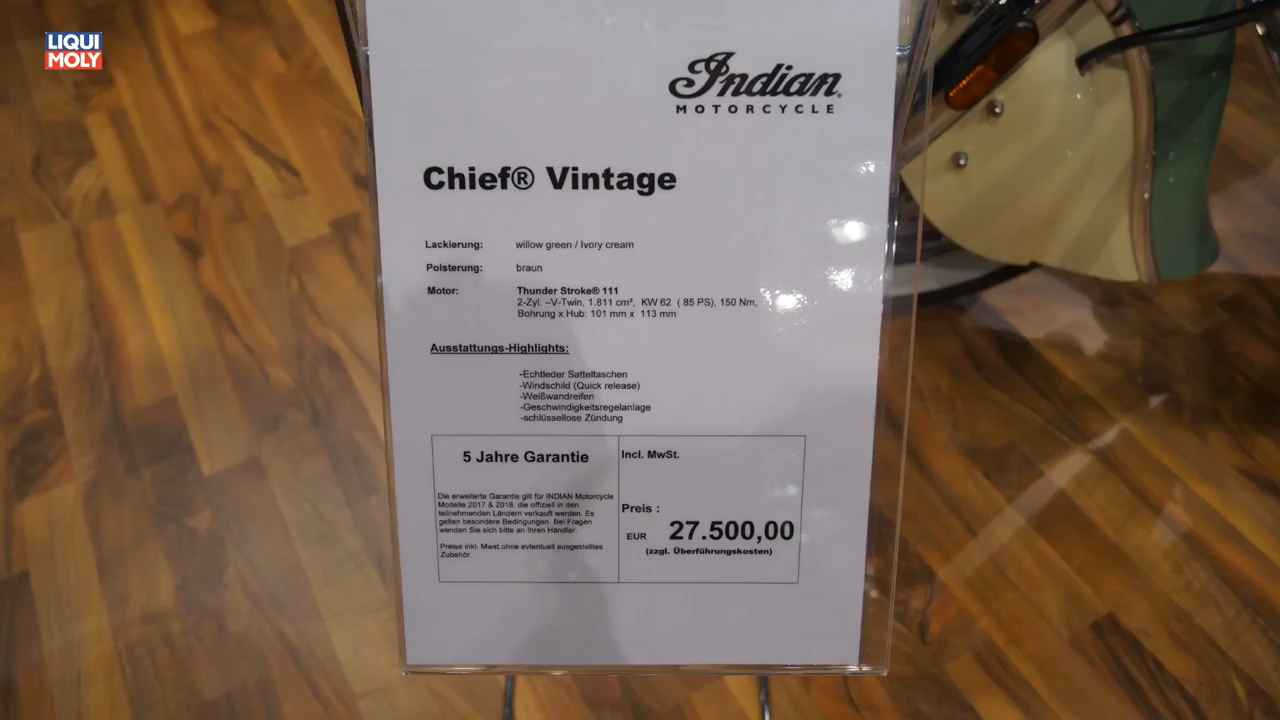 LIQUI
MOLY
Indian
MOTORCYCLE
Chief® Vintage
Lackierung: willow green / Ivory cream
Polsterung: braun
Motor: Thunder Stroke® 111
2-Zyl. –V-Twin, 1.811 cm³, KW 62 ( 85 PS), 150 Nm,
Bohrung x Hub: 101 mm x 113 mm
Ausstattungs-Highlights:
-Echtleder Satteltaschen
-Windschild (Quick release)
-Weißwandreifen
-Geschwindigkeitsregelanlage
-schlüssellose Zündung
5 Jahre Garantie
Die erweiterte Garantie gilt für INDIAN Motorcycle
Modelle 2017 & 2018, die offiziell in den
teilnehmenden Ländern verkauft werden. Es
gelten besondere Bedingungen. Bei Fragen
wenden Sie sich bitte an Ihren Händler.
Preise inkl. Mwst.ohne evtentuell ausgestelltes
Zubehör.
Incl. MwSt.
Preis :
EUR 27.500,00
(zzgl. Überführungskosten)